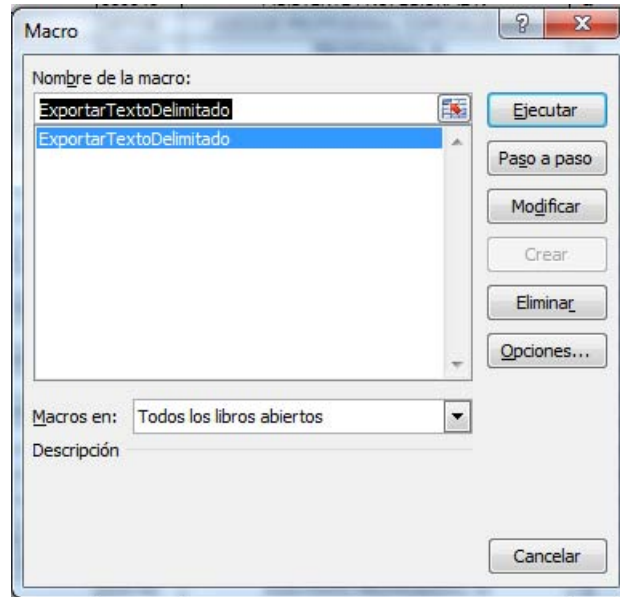 Macro
Nombre de la macro:
ExportarTextoDelimitado
ExportarTextoDelimitado
Ejecutar
Paso a paso
Modificar
Crear
Eliminar
Opciones...
Macros en: Todos los libros abiertos
Descripción
Cancelar